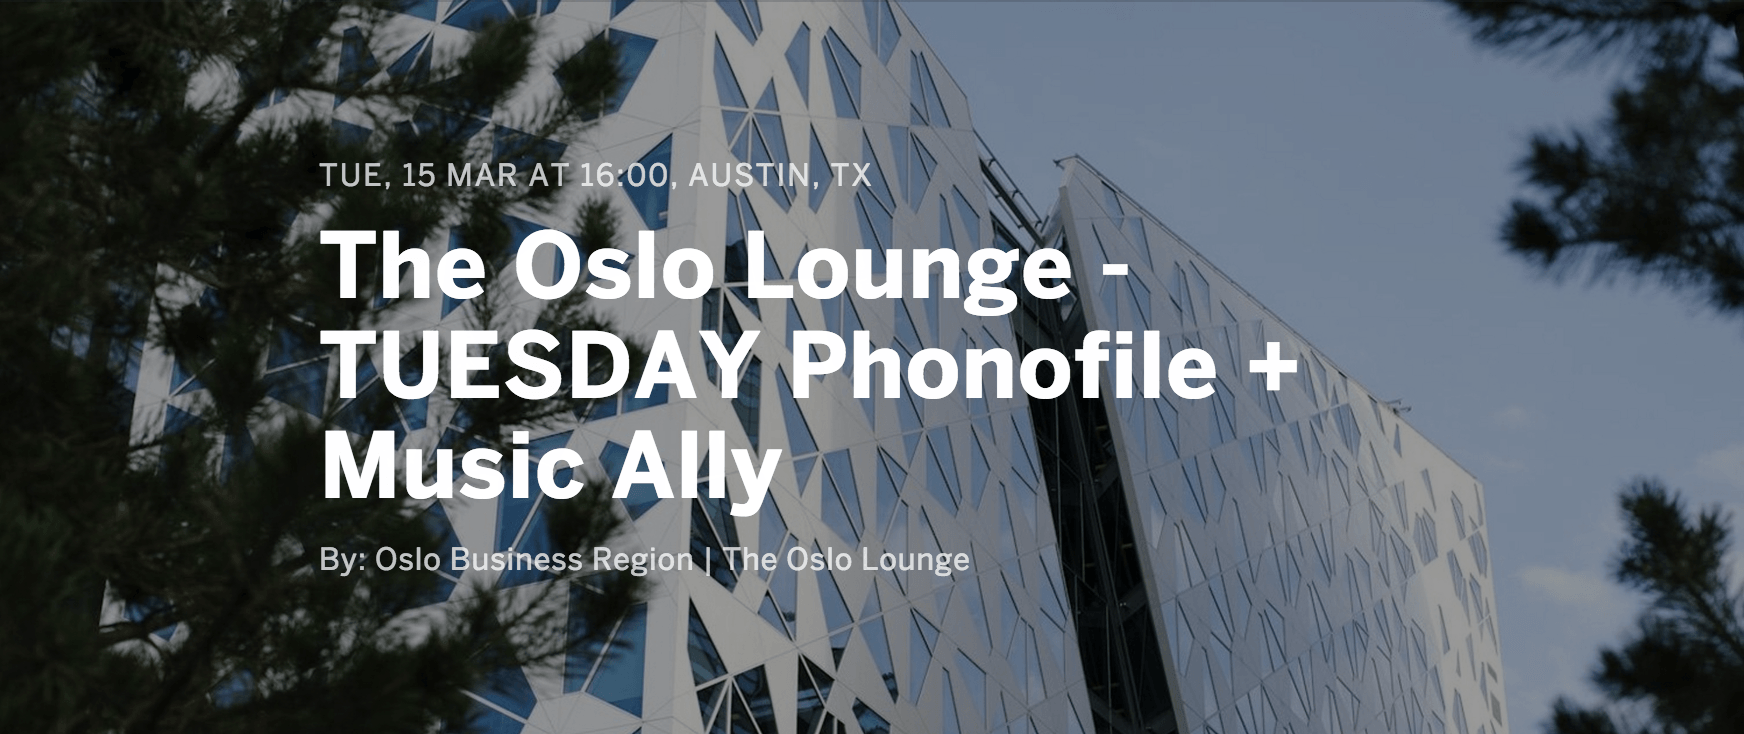 TUE, 15 MAR AT 16:00, AUSTIN, TX
The Oslo Lounge -
TUESDAY Phonofile +
Music Ally
By: Oslo Business Region | The Oslo Lounge